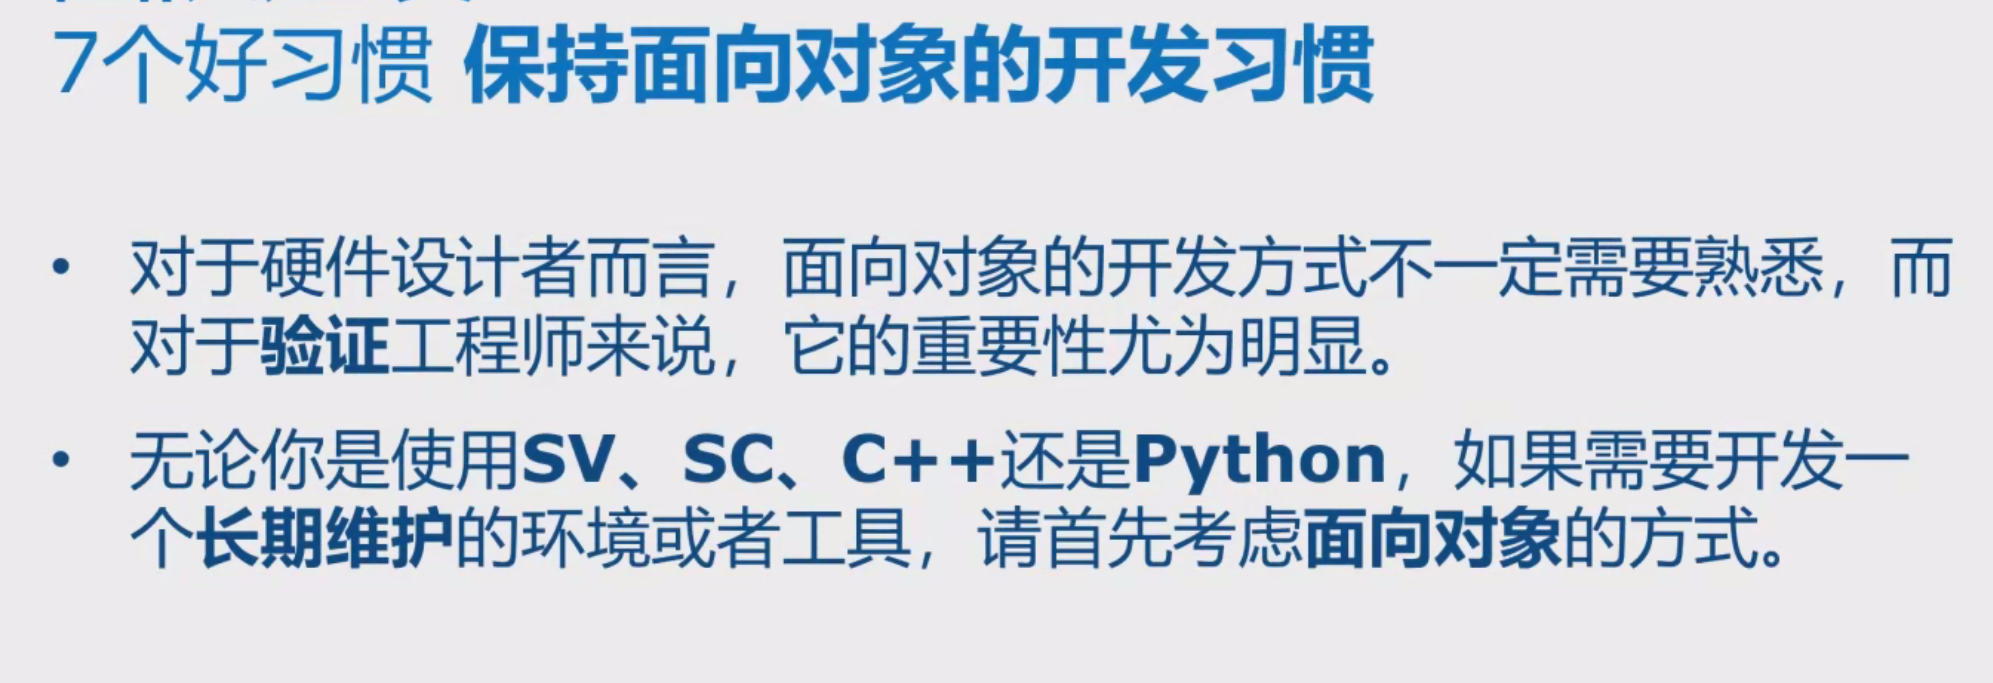 7个好习惯 保持面向对象的开发习惯
• 对于硬件设计者而言，面向对象的开发方式不一定需要熟悉，而
对于验证工程师来说，它的重要性尤为明显。
• 无论你是使用SV、SC、C++还是Python，如果需要开发一
个长期维护的环境或者工具，请首先考虑面向对象的方式。